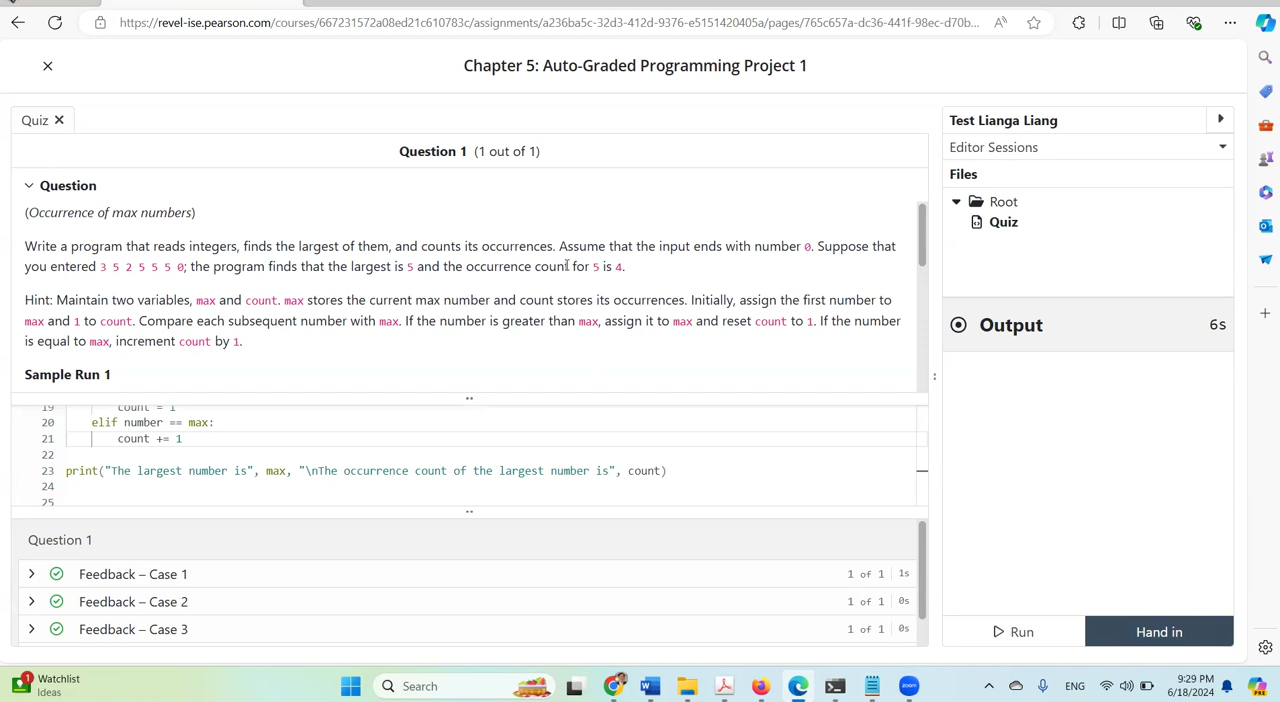 https://revel-ise.pearson.com/courses/667231572a08ed21c610783c/assignments/a236ba5c-32d3-412d-9376-e5151420405a/pages/765c657a-dc36-441f-98ec-d70b...
Chapter 5: Auto-Graded Programming Project 1
Quiz
Question 1 (1 out of 1)
Question
(Occurrence of max numbers)
Write a program that reads integers, finds the largest of them, and counts its occurrences. Assume that the input ends with number 0. Suppose that
you entered 3 5 2 5 5 5 0; the program finds that the largest is 5 and the occurrence count for 5 is 4.
Hint: Maintain two variables, max and count. max stores the current max number and count stores its occurrences. Initially, assign the first number to
max and 1 to count. Compare each subsequent number with max. If the number is greater than max, assign it to max and reset count to 1. If the number
is equal to max, increment count by 1.
Sample Run 1
19 count = 1
20 elif number == max:
21 count += 1
22
23 print("The largest number is", max, "\nThe occurrence count of the largest number is", count)
24
25
Question 1
Feedback – Case 1 1 of 1 1s
Feedback – Case 2 1 of 1 0s
Feedback – Case 3 1 of 1 0s
Test Lianga Liang
Editor Sessions
Files
Root
Quiz
Output 6s
Run Hand in
1 Watchlist
Ideas
Search
ENG
9:29 PM
6/18/2024
PRE